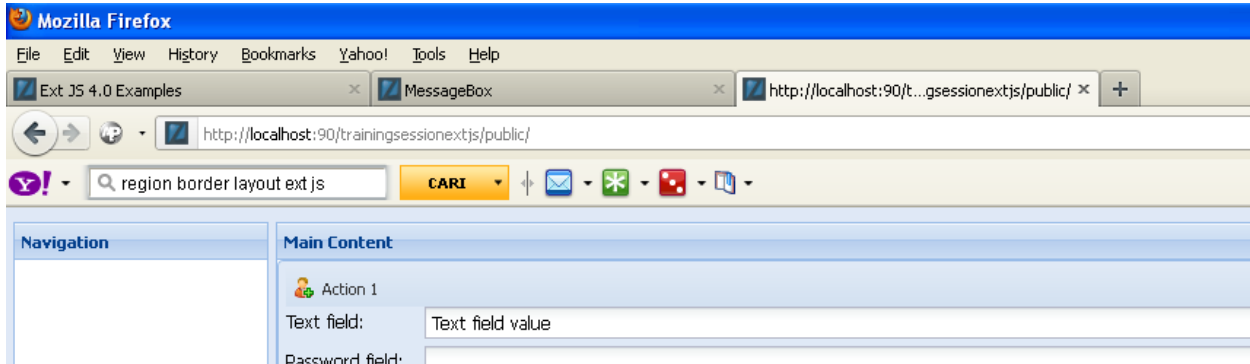 Mozilla Firefox
File Edit View History Bookmarks Yahoo! Tools Help
Ext JS 4.0 Examples × MessageBox × http://localhost:90/t...gsessionextjs/public/ × +
http://localhost:90/trainingsessionextjs/public/
Y! region border layout ext js CARI
Navigation Main Content
Action 1
Text field: Text field value
Password field: